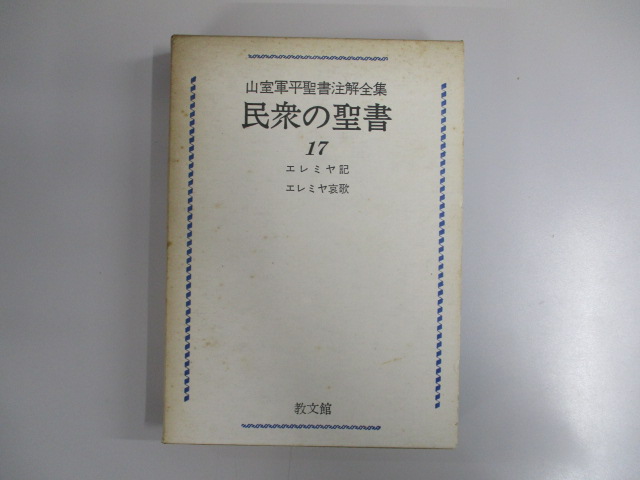 山室軍平聖書注解全集
民衆の聖書
17
エレミヤ記
エレミヤ哀歌
教文館